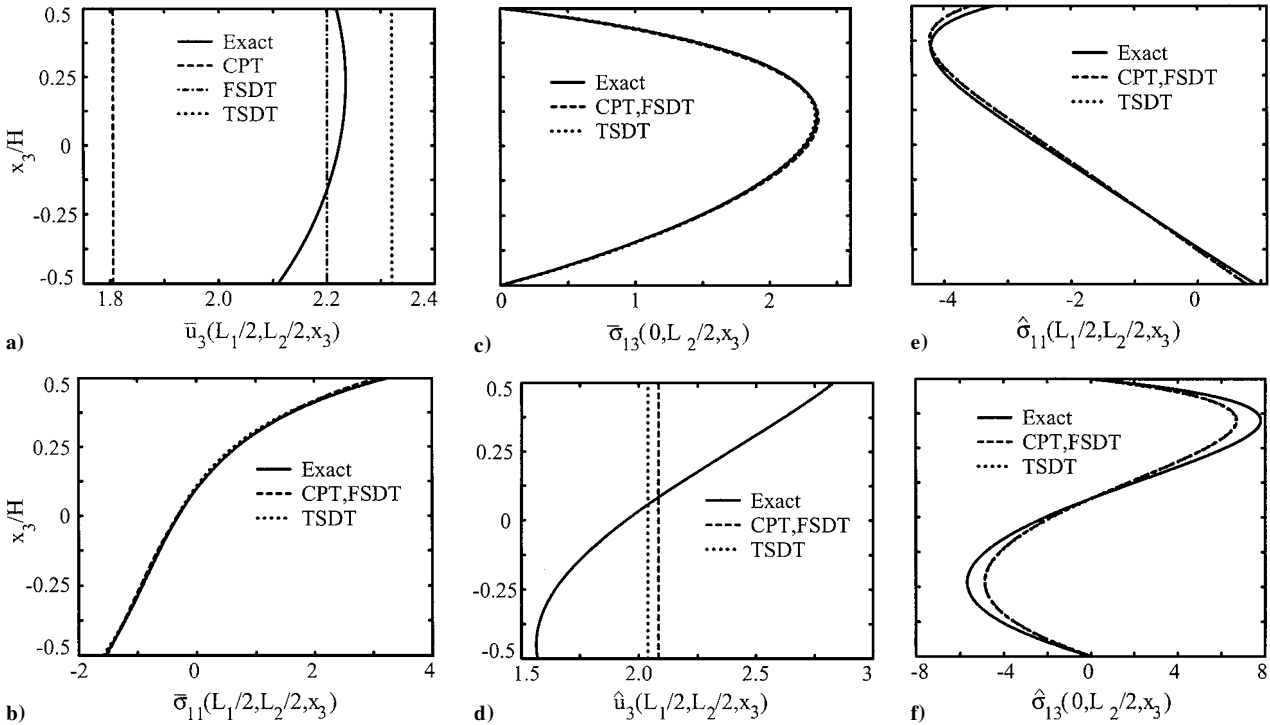 0.5
0.25
0
-0.25
-0.5
x₃/H
Exact
CPT
FSDT
TSDT
1.8 2.0 2.2 2.4
a) u̅₃(L₁/2,L₂/2,x₃)
Exact
CPT,FSDT
TSDT
0 1 2
c) σ̅₁₃(0,L₂/2,x₃)
Exact
CPT,FSDT
TSDT
-4 -2 0
e) σ̂₁₁(L₁/2,L₂/2,x₃)
0.5
0.25
0
-0.25
-0.5
x₃/H
Exact
CPT,FSDT
TSDT
-2 0 2 4
b) σ̅₁₁(L₁/2,L₂/2,x₃)
0.5
0.25
0
-0.25
-0.5
Exact
CPT,FSDT
TSDT
1.5 2.0 2.5 3
d) û₃(L₁/2,L₂/2,x₃)
Exact
CPT,FSDT
TSDT
-8 -4 0 4 8
f) σ̂₁₃(0,L₂/2,x₃)